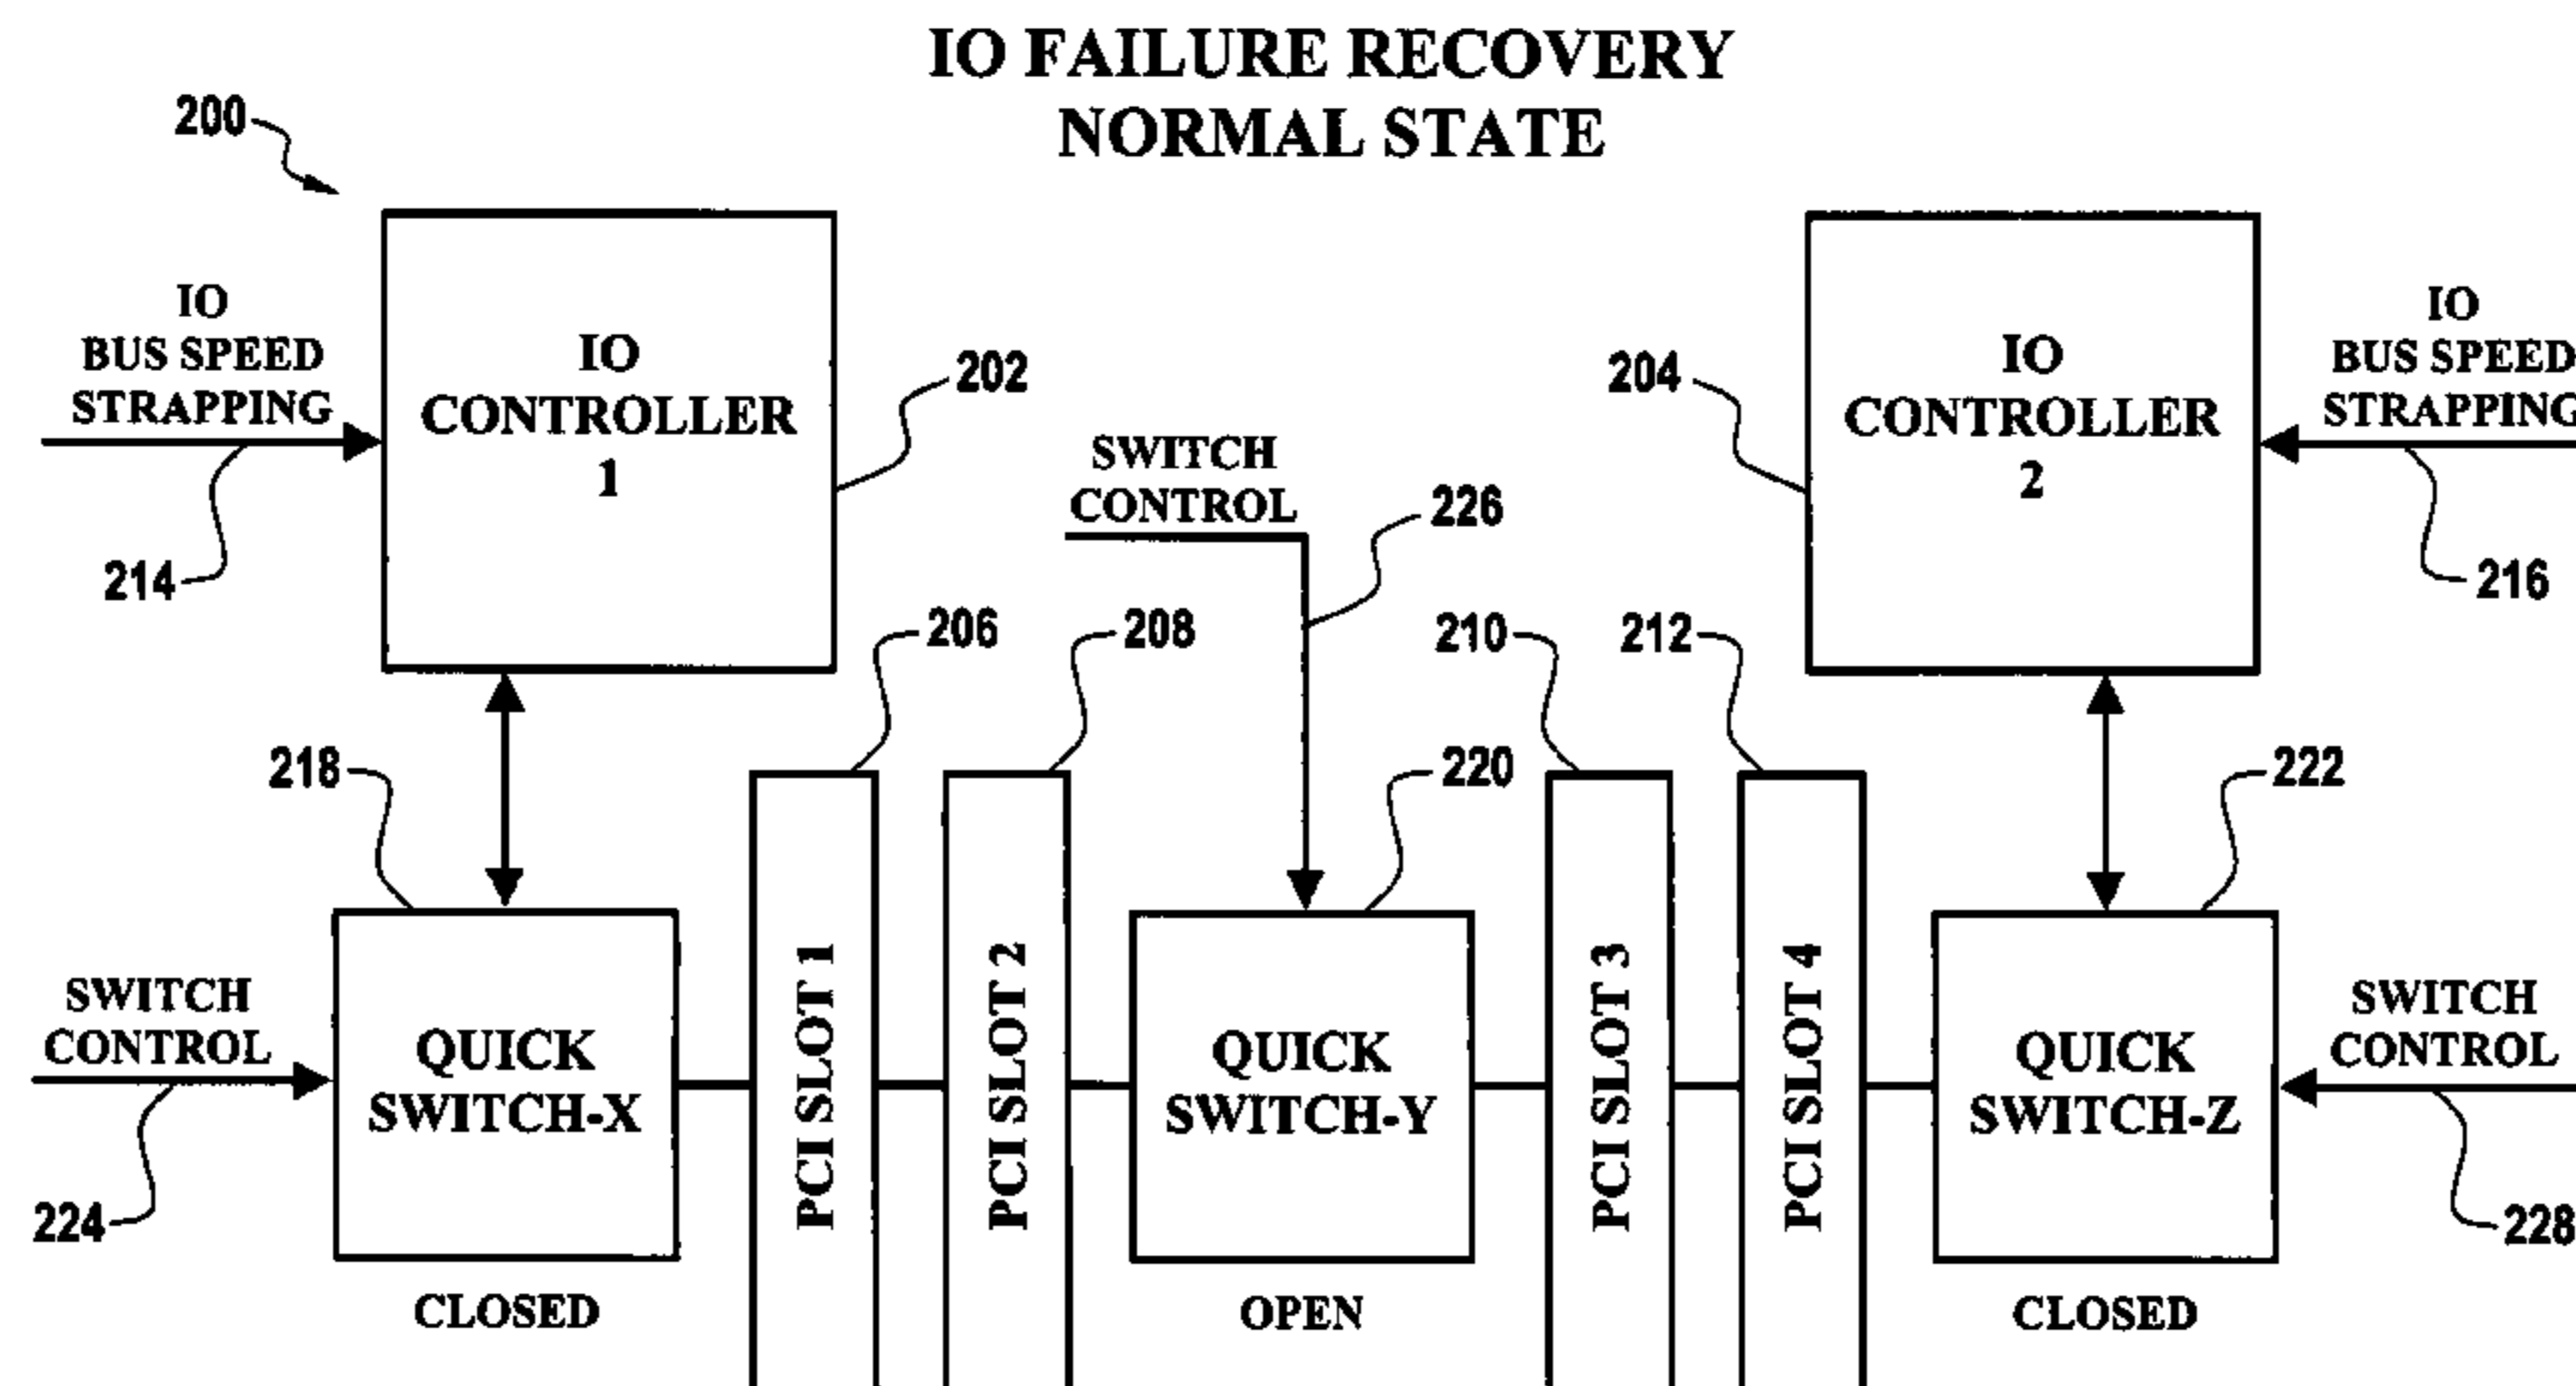 IO FAILURE RECOVERY
NORMAL STATE
200
IO
BUS SPEED
STRAPPING
214
IO
CONTROLLER
1
202
SWITCH
CONTROL
226
204
IO
CONTROLLER
2
IO
BUS SPEED
STRAPPING
216
206
208
210
212
218
220
222
SWITCH
CONTROL
224
QUICK
SWITCH-X
CLOSED
PCI SLOT 1
PCI SLOT 2
QUICK
SWITCH-Y
OPEN
PCI SLOT 3
PCI SLOT 4
QUICK
SWITCH-Z
CLOSED
SWITCH
CONTROL
228